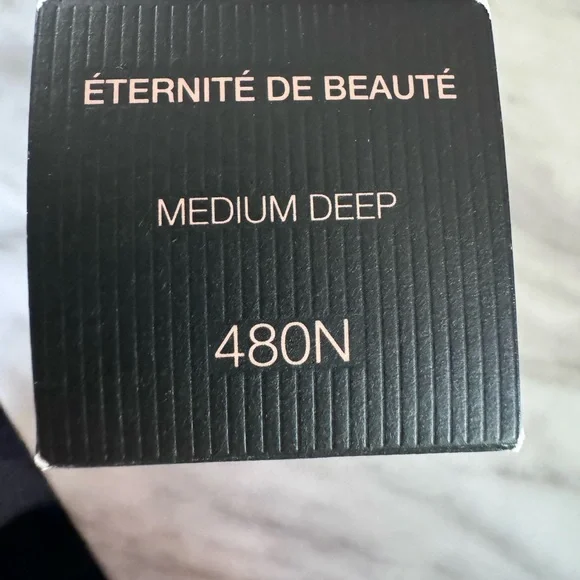 ÉTERNITÉ DE BEAUTÉ
MEDIUM DEEP
480N